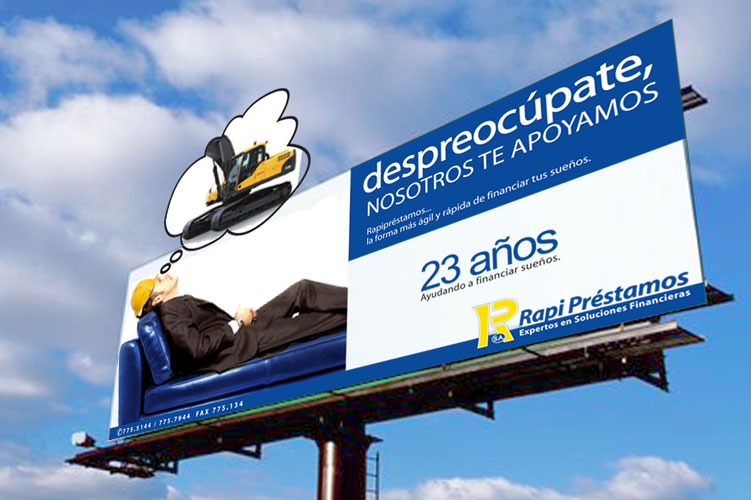 despreocúpate,
NOSOTROS TE APOYAMOS
Rapipréstamos...
la forma más ágil y rápida de financiar tus sueños.
23 años
Ayudando a financiar sueños.
R
S.A.
Rapi Préstamos
Expertos en Soluciones Financieras
775.5144 / 775.7944 FAX 775.134